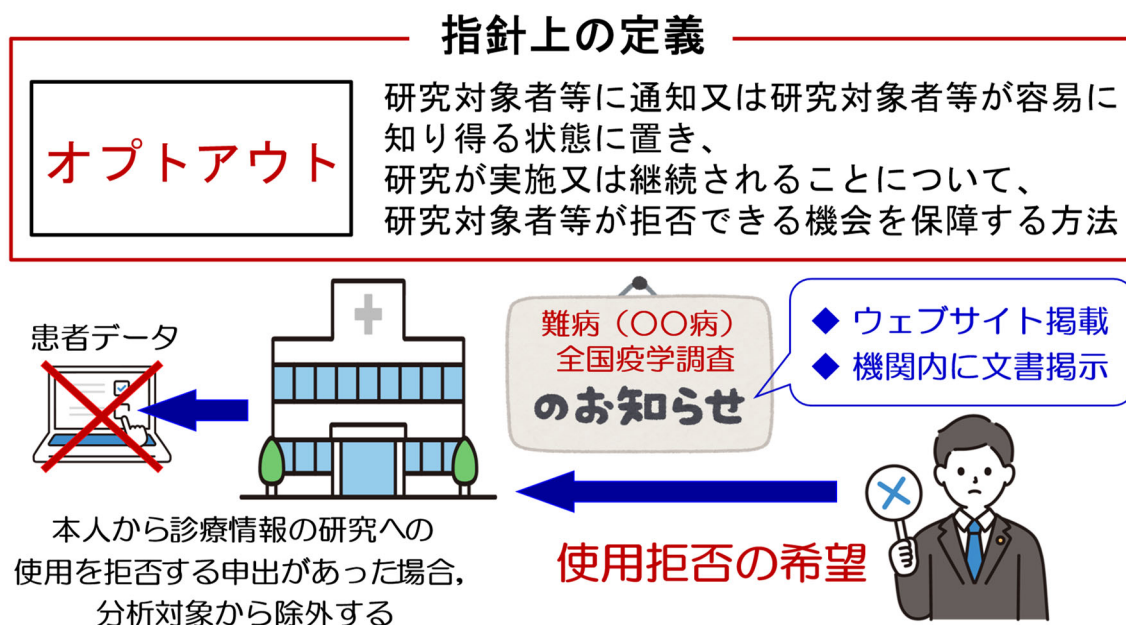 指針上の定義
オプトアウト
研究対象者等に通知又は研究対象者等が容易に
知り得る状態に置き、
研究が実施又は継続されることについて、
研究対象者等が拒否できる機会を保障する方法
患者データ
難病（〇〇病）
全国疫学調査
のお知らせ
◆ ウェブサイト掲載
◆ 機関内に文書掲示
本人から診療情報の研究への
使用を拒否する申出があった場合,
分析対象から除外する
使用拒否の希望